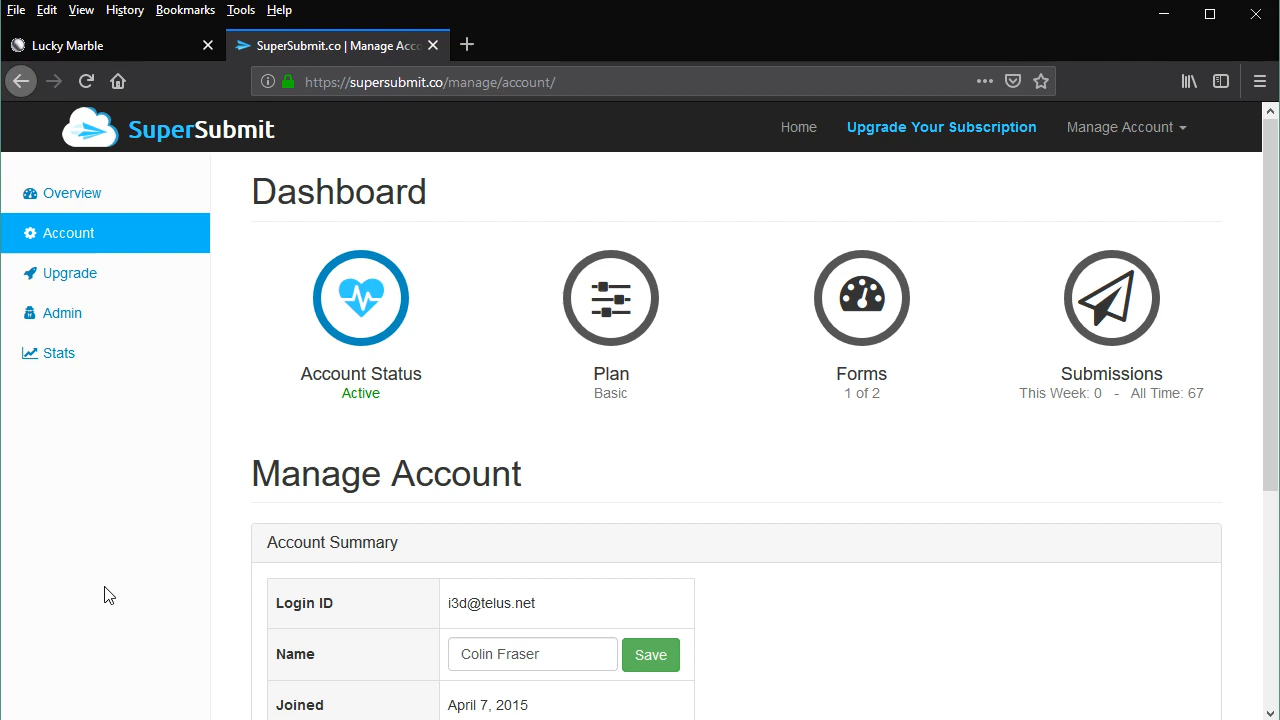 File Edit View History Bookmarks Tools Help
Lucky Marble
SuperSubmit.co | Manage Acco
https://supersubmit.co/manage/account/
SuperSubmit
Home Upgrade Your Subscription Manage Account
Overview
Account
Upgrade
Admin
Stats
Dashboard
Account Status Plan Forms Submissions
Active Basic 1 of 2 This Week: 0 - All Time: 67
Manage Account
Account Summary
Login ID i3d@telus.net
Name Colin Fraser Save
Joined April 7, 2015